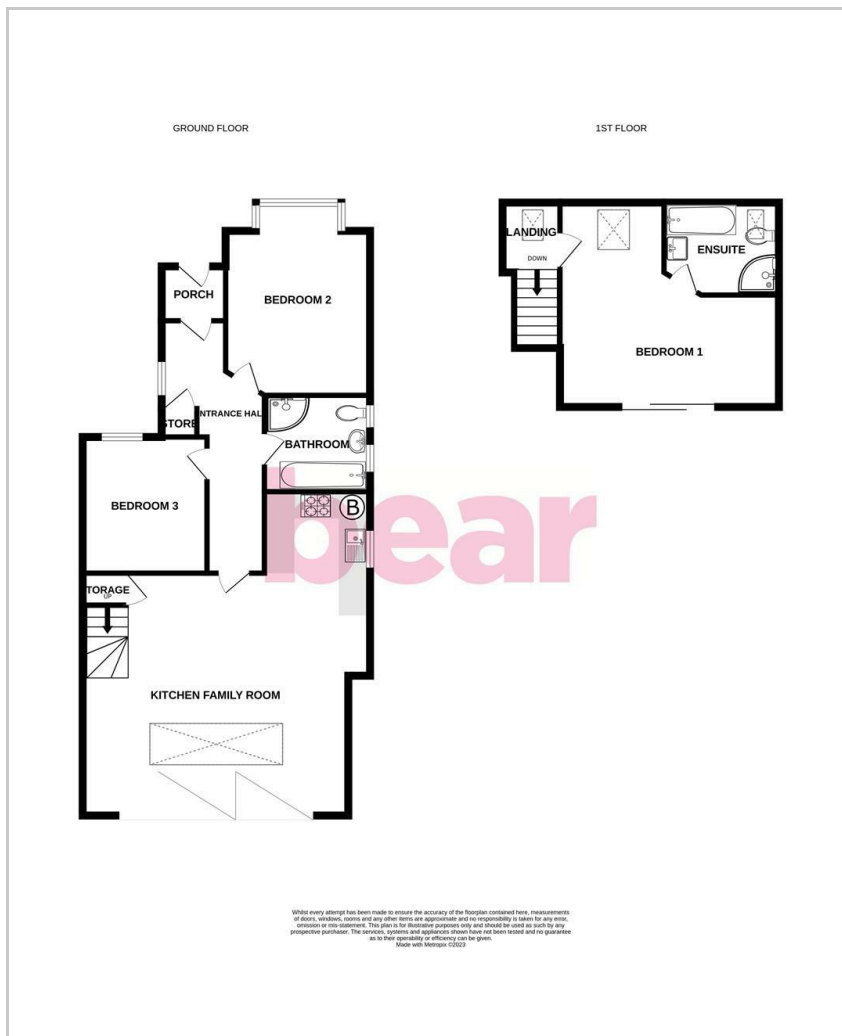 GROUND FLOOR
1ST FLOOR
PORCH
BEDROOM 2
NTRANCE HAL
STORE
BATHROOM
BEDROOM 3
B
TORAGE
UP
KITCHEN FAMILY ROOM
LANDING
DOWN
ENSUITE
BEDROOM 1
bear
Whilst every attempt has been made to ensure the accuracy of the floorplan contained here, measurements
of doors, windows, rooms and any other items are approximate and no responsibility is taken for any error,
omission or mis-statement. This plan is for illustrative purposes only and should be used as such by any
prospective purchaser. The services, systems and appliances shown have not been tested and no guarantee
as to their operability or efficiency can be given.
Made with Metropix ©2023